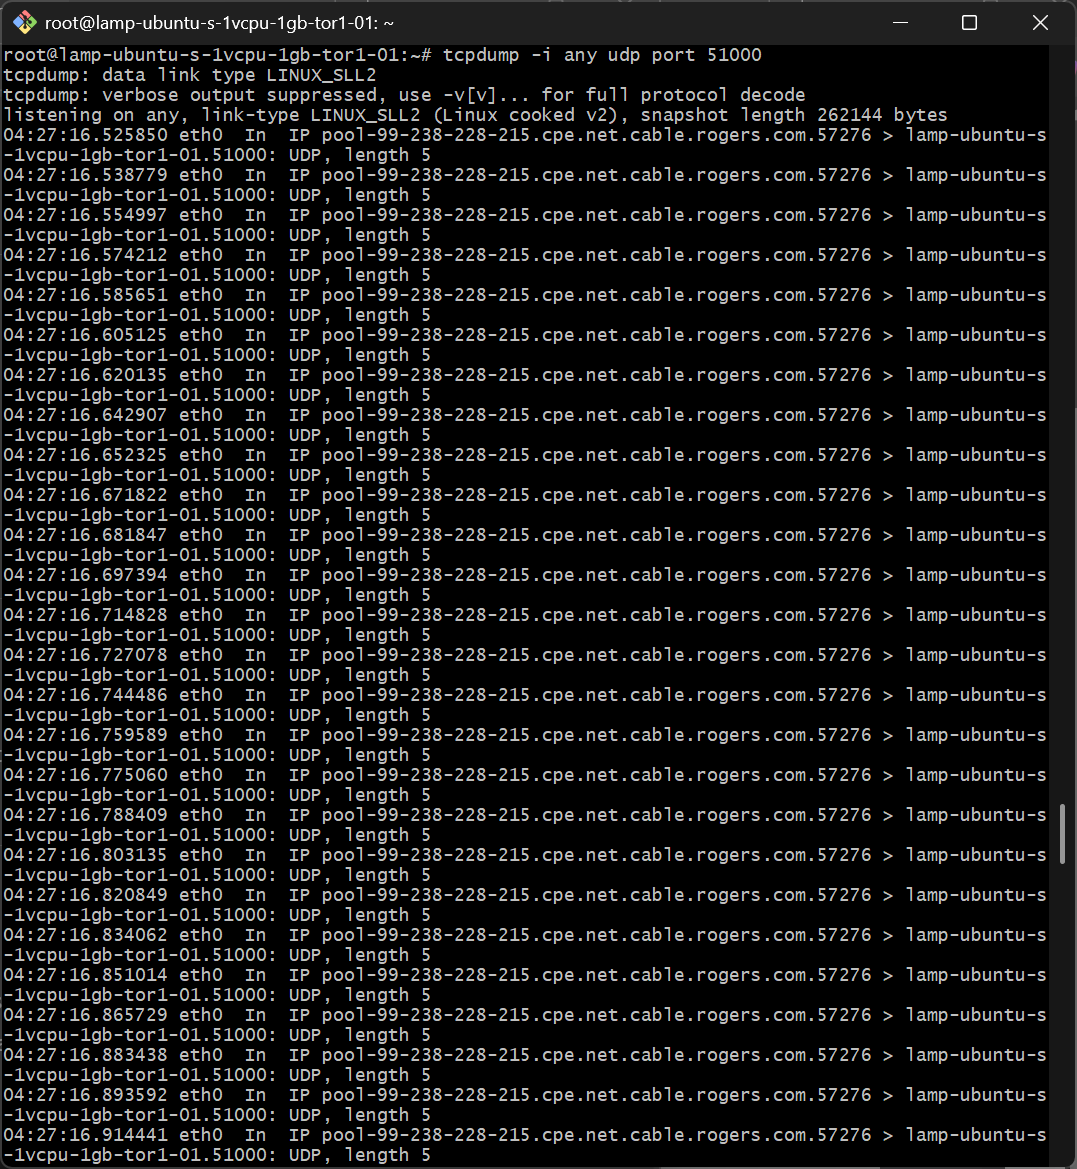 root@lamp-ubuntu-s-1vcpu-1gb-tor1-01: ~
root@lamp-ubuntu-s-1vcpu-1gb-tor1-01:~# tcpdump -i any udp port 51000
tcpdump: data link type LINUX_SLL2
tcpdump: verbose output suppressed, use -v[v]... for full protocol decode
listening on any, link-type LINUX_SLL2 (Linux cooked v2), snapshot length 262144 bytes
04:27:16.525850 eth0  In  IP pool-99-238-228-215.cpe.net.cable.rogers.com.57276 > lamp-ubuntu-s
-1vcpu-1gb-tor1-01.51000: UDP, length 5
04:27:16.538779 eth0  In  IP pool-99-238-228-215.cpe.net.cable.rogers.com.57276 > lamp-ubuntu-s
-1vcpu-1gb-tor1-01.51000: UDP, length 5
04:27:16.554997 eth0  In  IP pool-99-238-228-215.cpe.net.cable.rogers.com.57276 > lamp-ubuntu-s
-1vcpu-1gb-tor1-01.51000: UDP, length 5
04:27:16.574212 eth0  In  IP pool-99-238-228-215.cpe.net.cable.rogers.com.57276 > lamp-ubuntu-s
-1vcpu-1gb-tor1-01.51000: UDP, length 5
04:27:16.585651 eth0  In  IP pool-99-238-228-215.cpe.net.cable.rogers.com.57276 > lamp-ubuntu-s
-1vcpu-1gb-tor1-01.51000: UDP, length 5
04:27:16.605125 eth0  In  IP pool-99-238-228-215.cpe.net.cable.rogers.com.57276 > lamp-ubuntu-s
-1vcpu-1gb-tor1-01.51000: UDP, length 5
04:27:16.620135 eth0  In  IP pool-99-238-228-215.cpe.net.cable.rogers.com.57276 > lamp-ubuntu-s
-1vcpu-1gb-tor1-01.51000: UDP, length 5
04:27:16.642907 eth0  In  IP pool-99-238-228-215.cpe.net.cable.rogers.com.57276 > lamp-ubuntu-s
-1vcpu-1gb-tor1-01.51000: UDP, length 5
04:27:16.652325 eth0  In  IP pool-99-238-228-215.cpe.net.cable.rogers.com.57276 > lamp-ubuntu-s
-1vcpu-1gb-tor1-01.51000: UDP, length 5
04:27:16.671822 eth0  In  IP pool-99-238-228-215.cpe.net.cable.rogers.com.57276 > lamp-ubuntu-s
-1vcpu-1gb-tor1-01.51000: UDP, length 5
04:27:16.681847 eth0  In  IP pool-99-238-228-215.cpe.net.cable.rogers.com.57276 > lamp-ubuntu-s
-1vcpu-1gb-tor1-01.51000: UDP, length 5
04:27:16.697394 eth0  In  IP pool-99-238-228-215.cpe.net.cable.rogers.com.57276 > lamp-ubuntu-s
-1vcpu-1gb-tor1-01.51000: UDP, length 5
04:27:16.714828 eth0  In  IP pool-99-238-228-215.cpe.net.cable.rogers.com.57276 > lamp-ubuntu-s
-1vcpu-1gb-tor1-01.51000: UDP, length 5
04:27:16.727078 eth0  In  IP pool-99-238-228-215.cpe.net.cable.rogers.com.57276 > lamp-ubuntu-s
-1vcpu-1gb-tor1-01.51000: UDP, length 5
04:27:16.744486 eth0  In  IP pool-99-238-228-215.cpe.net.cable.rogers.com.57276 > lamp-ubuntu-s
-1vcpu-1gb-tor1-01.51000: UDP, length 5
04:27:16.759589 eth0  In  IP pool-99-238-228-215.cpe.net.cable.rogers.com.57276 > lamp-ubuntu-s
-1vcpu-1gb-tor1-01.51000: UDP, length 5
04:27:16.775060 eth0  In  IP pool-99-238-228-215.cpe.net.cable.rogers.com.57276 > lamp-ubuntu-s
-1vcpu-1gb-tor1-01.51000: UDP, length 5
04:27:16.788409 eth0  In  IP pool-99-238-228-215.cpe.net.cable.rogers.com.57276 > lamp-ubuntu-s
-1vcpu-1gb-tor1-01.51000: UDP, length 5
04:27:16.803135 eth0  In  IP pool-99-238-228-215.cpe.net.cable.rogers.com.57276 > lamp-ubuntu-s
-1vcpu-1gb-tor1-01.51000: UDP, length 5
04:27:16.820849 eth0  In  IP pool-99-238-228-215.cpe.net.cable.rogers.com.57276 > lamp-ubuntu-s
-1vcpu-1gb-tor1-01.51000: UDP, length 5
04:27:16.834062 eth0  In  IP pool-99-238-228-215.cpe.net.cable.rogers.com.57276 > lamp-ubuntu-s
-1vcpu-1gb-tor1-01.51000: UDP, length 5
04:27:16.851014 eth0  In  IP pool-99-238-228-215.cpe.net.cable.rogers.com.57276 > lamp-ubuntu-s
-1vcpu-1gb-tor1-01.51000: UDP, length 5
04:27:16.865729 eth0  In  IP pool-99-238-228-215.cpe.net.cable.rogers.com.57276 > lamp-ubuntu-s
-1vcpu-1gb-tor1-01.51000: UDP, length 5
04:27:16.883438 eth0  In  IP pool-99-238-228-215.cpe.net.cable.rogers.com.57276 > lamp-ubuntu-s
-1vcpu-1gb-tor1-01.51000: UDP, length 5
04:27:16.893592 eth0  In  IP pool-99-238-228-215.cpe.net.cable.rogers.com.57276 > lamp-ubuntu-s
-1vcpu-1gb-tor1-01.51000: UDP, length 5
04:27:16.914441 eth0  In  IP pool-99-238-228-215.cpe.net.cable.rogers.com.57276 > lamp-ubuntu-s
-1vcpu-1gb-tor1-01.51000: UDP, length 5